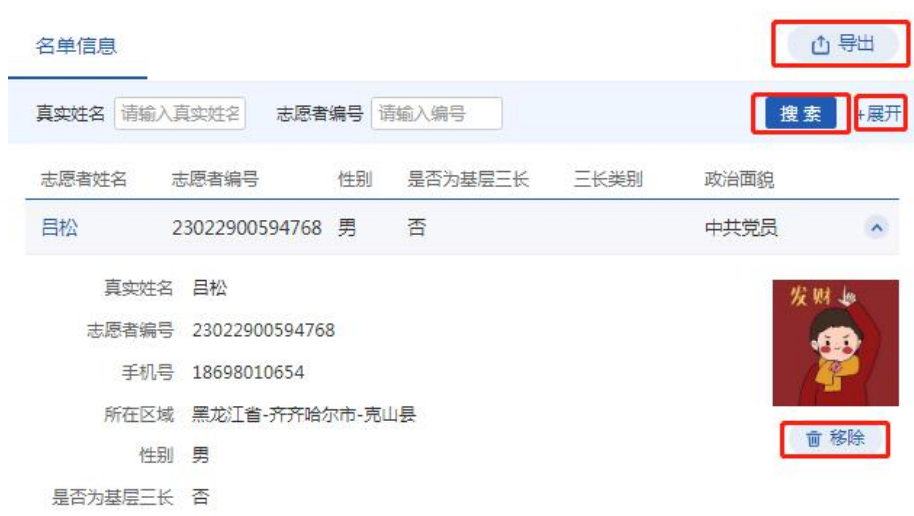 名单信息 导出
真实姓名 请输入真实姓名 志愿者编号 请输入编号 搜索 +展开
志愿者姓名 志愿者编号 性别 是否为基层三长 三长类别 政治面貌
吕松 23022900594768 男 否 中共党员
真实姓名 吕松
发财
志愿者编号 23022900594768
手机号 18698010654
所在区域 黑龙江省-齐齐哈尔市-克山县
移除
性别 男
是否为基层三长 否